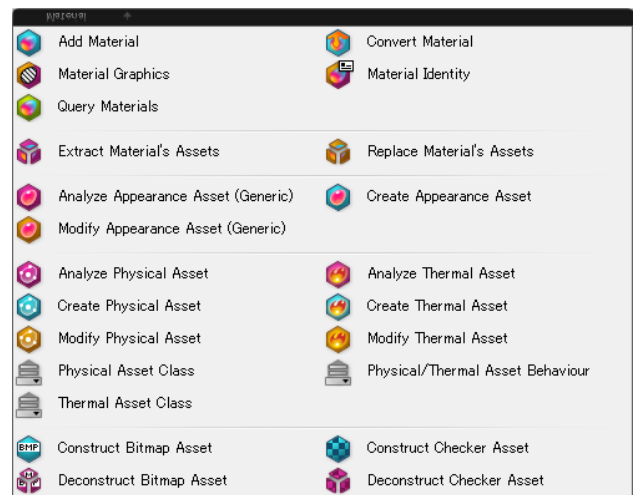 Material
Add Material
Convert Material
Material Graphics
Material Identity
Query Materials
Extract Material's Assets
Replace Material's Assets
Analyze Appearance Asset (Generic)
Create Appearance Asset
Modify Appearance Asset (Generic)
Analyze Physical Asset
Analyze Thermal Asset
Create Physical Asset
Create Thermal Asset
Modify Physical Asset
Modify Thermal Asset
Physical Asset Class
Physical/Thermal Asset Behaviour
Thermal Asset Class
BMP
Construct Bitmap Asset
Construct Checker Asset
Deconstruct Bitmap Asset
Deconstruct Checker Asset